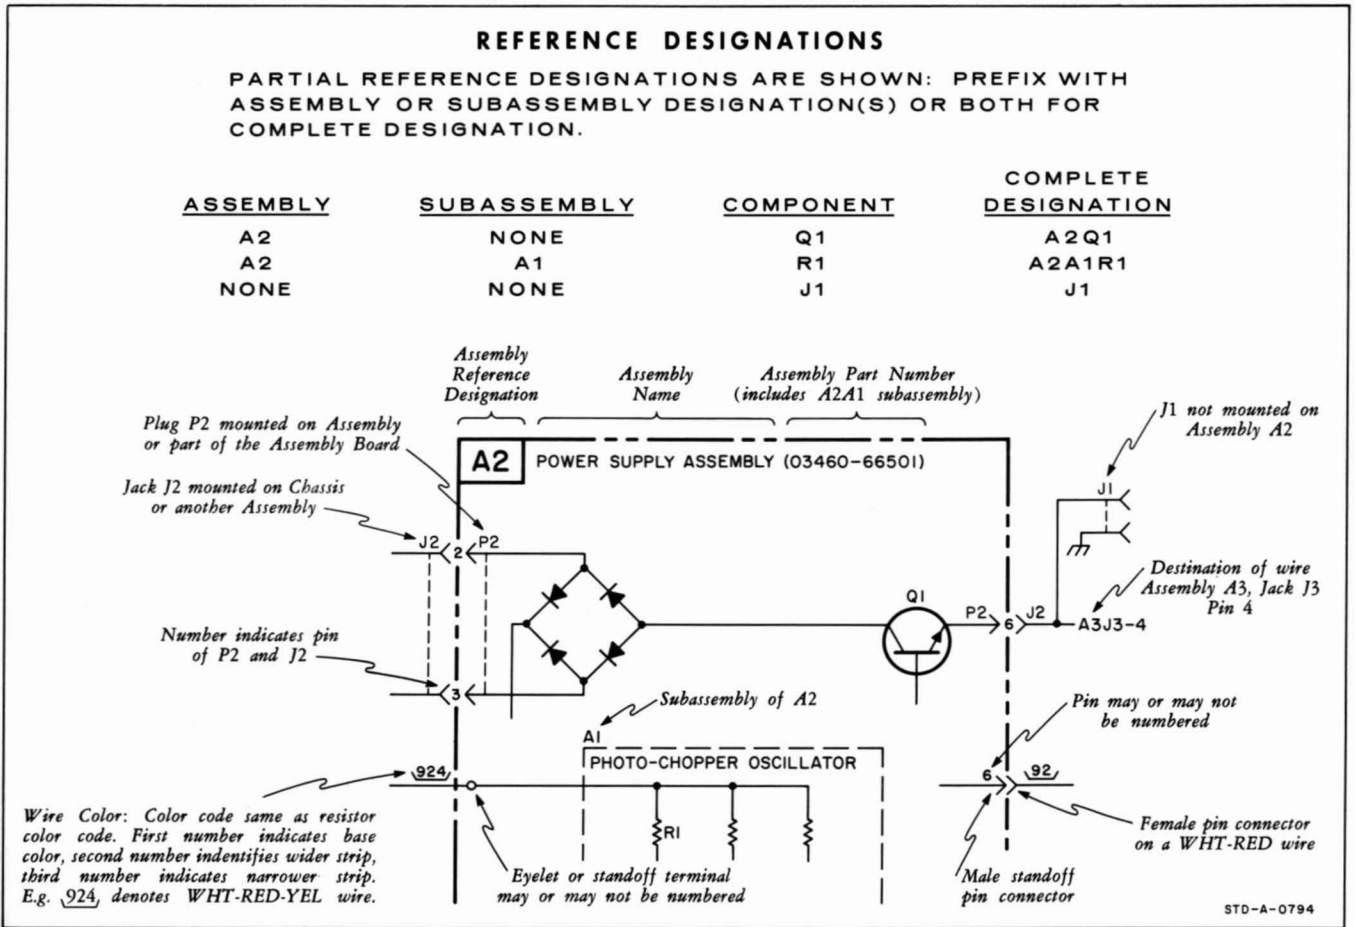 REFERENCE DESIGNATIONS
PARTIAL REFERENCE DESIGNATIONS ARE SHOWN: PREFIX WITH
ASSEMBLY OR SUBASSEMBLY DESIGNATION(S) OR BOTH FOR
COMPLETE DESIGNATION.
COMPLETE
ASSEMBLY SUBASSEMBLY COMPONENT DESIGNATION
A2 NONE Q1 A2Q1
A2 A1 R1 A2A1R1
NONE NONE J1 J1
Assembly
Reference
Designation
Assembly
Name
Assembly Part Number
(includes A2A1 subassembly)
Plug P2 mounted on Assembly
or part of the Assembly Board
J1 not mounted on
Assembly A2
A2 POWER SUPPLY ASSEMBLY (03460-66501)
Jack J2 mounted on Chassis
or another Assembly
J1
J2 2 P2
Destination of wire
Assembly A3, Jack J3
Pin 4
Q1
P2 6 J2
A3J3-4
Number indicates pin
of P2 and J2
3
Subassembly of A2
Pin may or may not
be numbered
A1
PHOTO-CHOPPER OSCILLATOR
924
6 92
R1
Wire Color: Color code same as resistor
color code. First number indicates base
color, second number indentifies wider strip,
third number indicates narrower strip.
E.g. 924 denotes WHT-RED-YEL wire.
Eyelet or standoff terminal
may or may not be numbered
Female pin connector
on a WHT-RED wire
Male standoff
pin connector
STD-A-0794